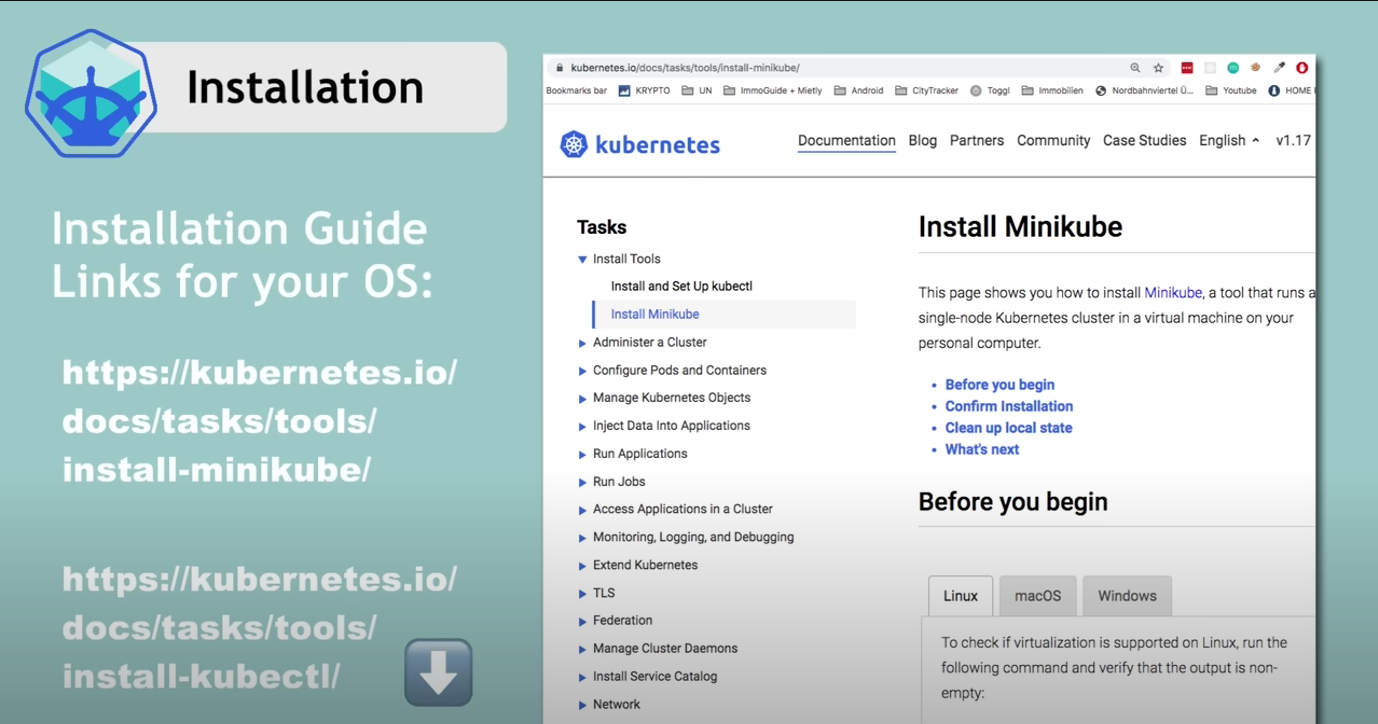 Installation
Installation Guide
Links for your OS:
https://kubernetes.io/
docs/tasks/tools/
install-minikube/
https://kubernetes.io/
docs/tasks/tools/
install-kubectl/
kubernetes.io/docs/tasks/tools/install-minikube/
Bookmarks bar KRYPTO UN ImmoGuide + Mietly Android CityTracker Toggl Immobilien Nordbahnviertel Ü... Youtube HOME
kubernetes Documentation Blog Partners Community Case Studies English v1.17
Tasks
Install Tools
Install and Set Up kubectl
Install Minikube
Administer a Cluster
Configure Pods and Containers
Manage Kubernetes Objects
Inject Data Into Applications
Run Applications
Run Jobs
Access Applications in a Cluster
Monitoring, Logging, and Debugging
Extend Kubernetes
TLS
Federation
Manage Cluster Daemons
Install Service Catalog
Network
Install Minikube
This page shows you how to install Minikube, a tool that runs a
single-node Kubernetes cluster in a virtual machine on your
personal computer.
• Before you begin
• Confirm Installation
• Clean up local state
• What's next
Before you begin
Linux macOS Windows
To check if virtualization is supported on Linux, run the
following command and verify that the output is non-
empty: